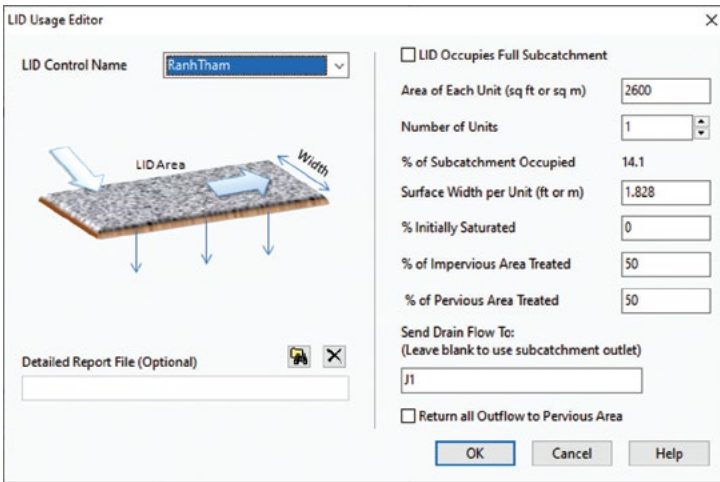 LID Usage Editor
LID Control Name
RanhTham
LID Area
Width
Detailed Report File (Optional)
LID Occupies Full Subcatchment
Area of Each Unit (sq ft or sq m)
2600
Number of Units
1
% of Subcatchment Occupied
14.1
Surface Width per Unit (ft or m)
1.828
% Initially Saturated
0
% of Impervious Area Treated
50
% of Pervious Area Treated
50
Send Drain Flow To:
(Leave blank to use subcatchment outlet)
J1
Return all Outflow to Pervious Area
OK
Cancel
Help